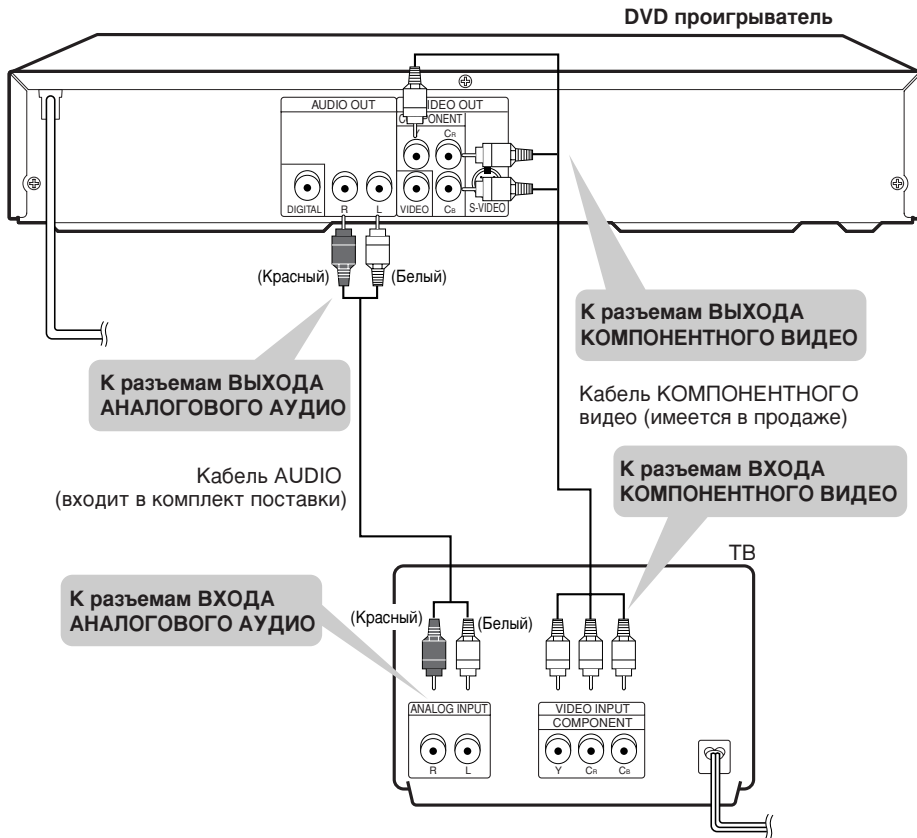 DVD проигрыватель
AUDIO OUT
VIDEO OUT
COMPONENT
Y CR
DIGITAL R L VIDEO CB S-VIDEO
(Красный) (Белый)
К разъемам ВЫХОДА
КОМПОНЕНТНОГО ВИДЕО
К разъемам ВЫХОДА
АНАЛОГОВОГО АУДИО
Кабель КОМПОНЕНТНОГО
видео (имеется в продаже)
Кабель AUDIO
(входит в комплект поставки)
К разъемам ВХОДА
КОМПОНЕНТНОГО ВИДЕО
ТВ
К разъемам ВХОДА
АНАЛОГОВОГО АУДИО
(Красный) (Белый)
ANALOG INPUT
R L
VIDEO INPUT
COMPONENT
Y CR CB